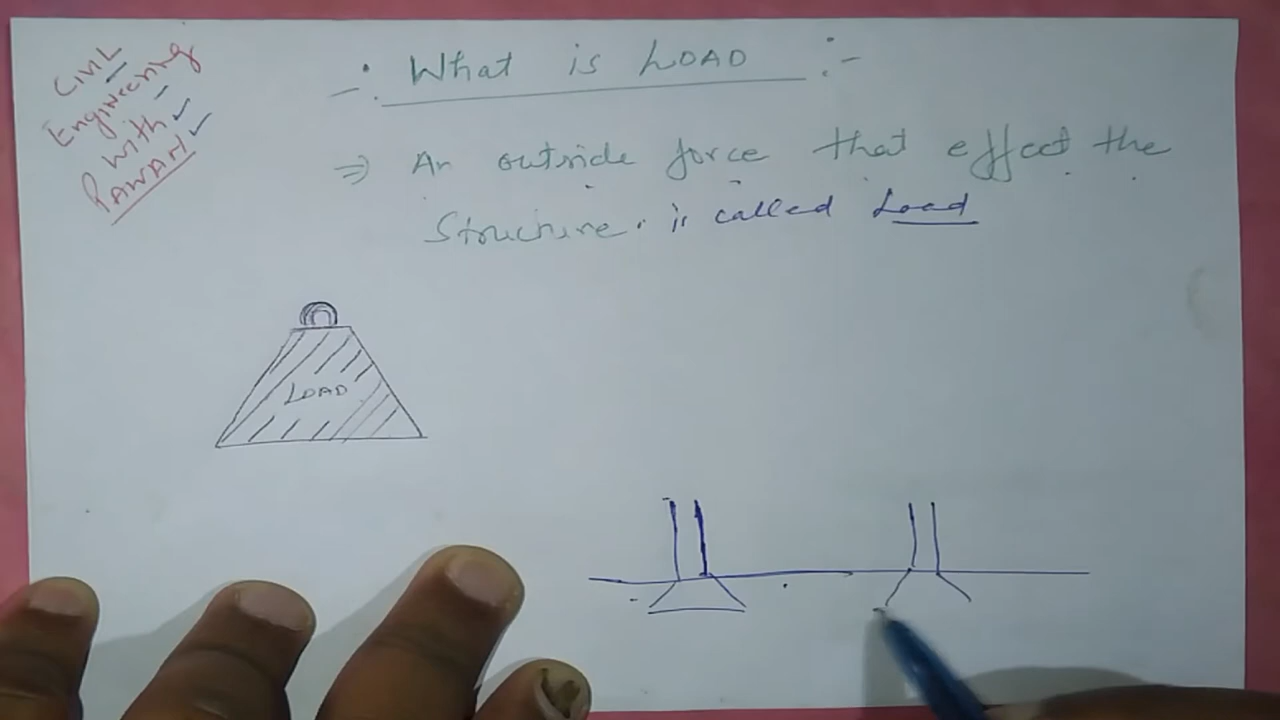 Civil
Engineering
with
PAWAN
What is LOAD
⇒ An outside force that effect the
Structure. is called Load
LOAD